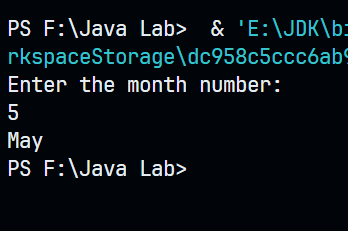 PS F:\Java Lab>  & 'E:\JDK\bi
rkspaceStorage\dc958c5ccc6ab9
Enter the month number:
5
May
PS F:\Java Lab>